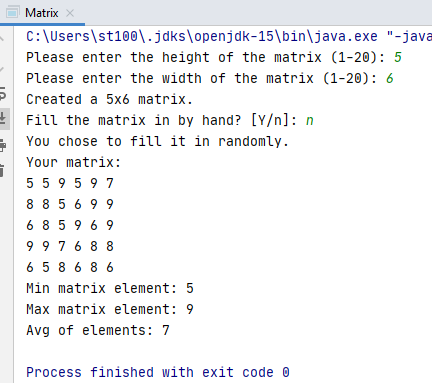 Matrix
C:\Users\st100\.jdks\openjdk-15\bin\java.exe "-java
Please enter the height of the matrix (1-20): 5
Please enter the width of the matrix (1-20): 6
Created a 5x6 matrix.
Fill the matrix in by hand? [Y/n]: n
You chose to fill it in randomly.
Your matrix:
5 5 9 5 9 7
8 8 5 6 9 9
6 8 5 9 6 9
9 9 7 6 8 8
6 5 8 6 8 6
Min matrix element: 5
Max matrix element: 9
Avg of elements: 7
Process finished with exit code 0